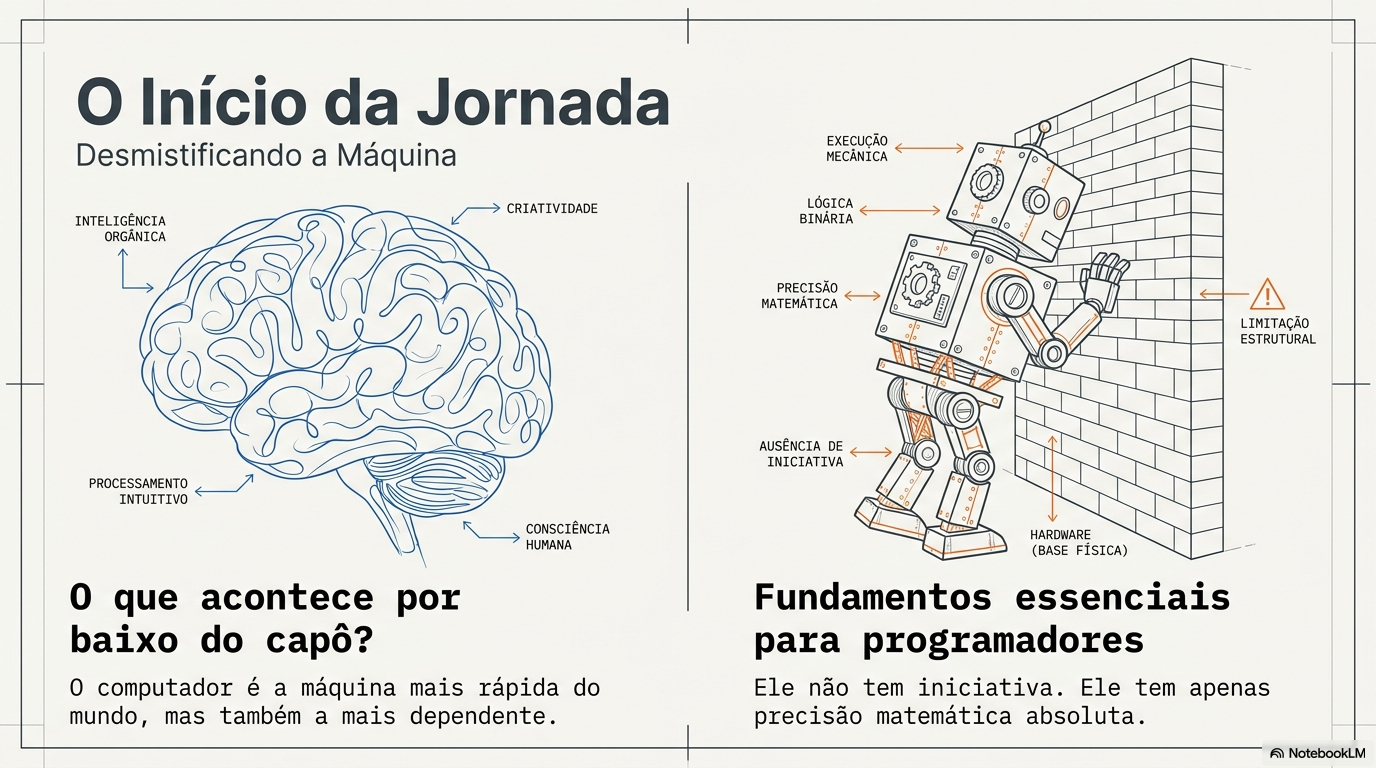 O Início da Jornada
Desmistificando a Máquina
INTELIGÊNCIA
ORGÂNICA
CRIATIVIDADE
PROCESSAMENTO
INTUITIVO
CONSCIÊNCIA
HUMANA
O que acontece por
baixo do capô?
O computador é a máquina mais rápida do
mundo, mas também a mais dependente.
EXECUÇÃO
MECÂNICA
LÓGICA
BINÁRIA
PRECISÃO
MATEMÁTICA
AUSÊNCIA DE
INICIATIVA
LIMITAÇÃO
ESTRUTURAL
HARDWARE
(BASE FÍSICA)
Fundamentos essenciais
para programadores
Ele não tem iniciativa. Ele tem apenas
precisão matemática absoluta.
NotebookLM